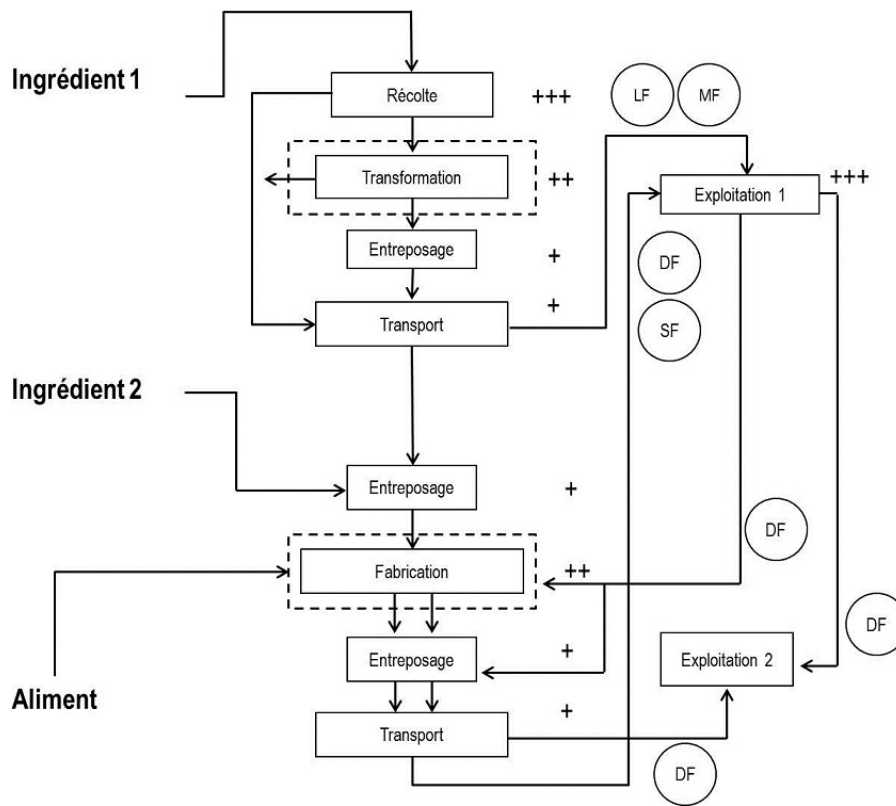 Ingrédient 1
Récolte
+++
LF
MF
Transformation
++
Exploitation 1
+++
Entreposage
+
DF
Transport
+
SF
Ingrédient 2
Entreposage
+
DF
Fabrication
++
DF
Entreposage
+
Exploitation 2
Aliment
Transport
+
DF